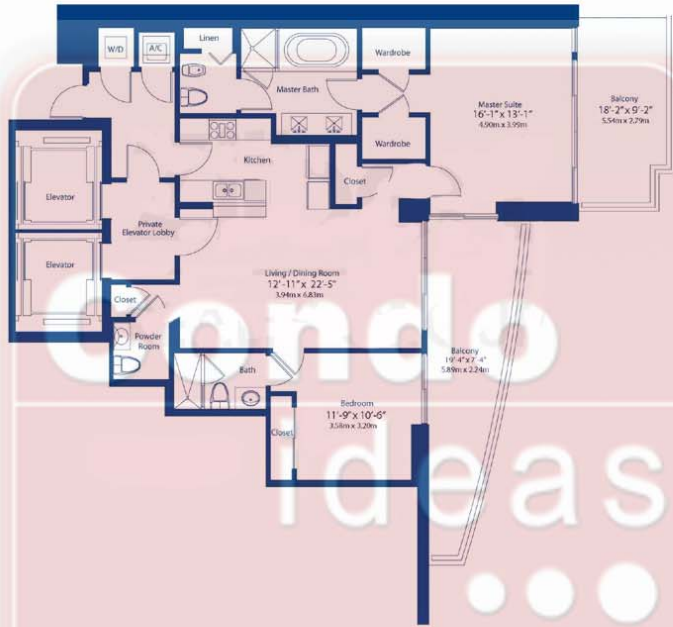 Linen
W/D
A/C
Wardrobe
Master Bath
Master Suite
16'-1" x 13'-1"
4.90m x 3.99m
Balcony
18'-2" x 9'-2"
5.54m x 2.79m
Wardrobe
Kitchen
Closet
Elevator
Private
Elevator Lobby
Elevator
Living / Dining Room
12'-11" x 22'-5"
3.94m x 6.83m
Closet
Powder
Room
Balcony
19'-4" x 7'-4"
5.89m x 2.24m
Bath
Bedroom
11'-9" x 10'-6"
3.58m x 3.20m
Closet
Condo
ideas